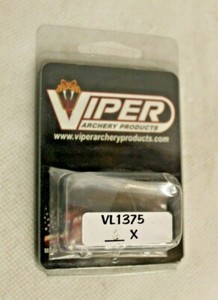 VIPER
ARCHERY PRODUCTS
www.viperarcheryproducts.com
VL1375
X